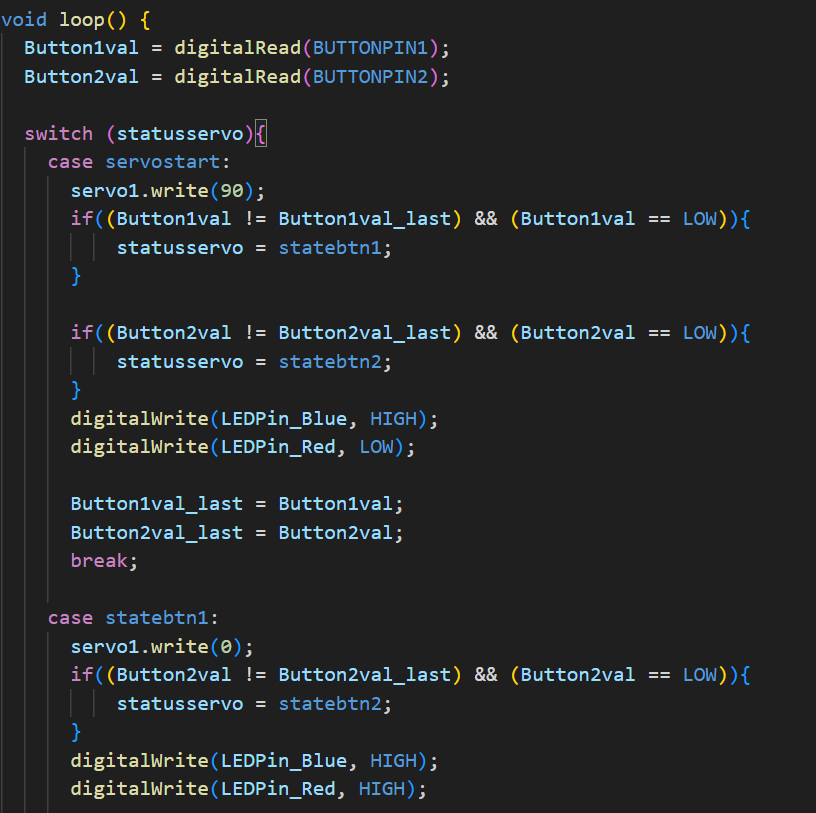 void loop() {
  Button1val = digitalRead(BUTTONPIN1);
  Button2val = digitalRead(BUTTONPIN2);

  switch (statusservo){
    case servostart:
      servo1.write(90);
      if((Button1val != Button1val_last) && (Button1val == LOW)){
          statusservo = statebtn1;
      }

      if((Button2val != Button2val_last) && (Button2val == LOW)){
          statusservo = statebtn2;
      }
      digitalWrite(LEDPin_Blue, HIGH);
      digitalWrite(LEDPin_Red, LOW);

      Button1val_last = Button1val;
      Button2val_last = Button2val;
      break;

    case statebtn1:
      servo1.write(0);
      if((Button2val != Button2val_last) && (Button2val == LOW)){
          statusservo = statebtn2;
      }
      digitalWrite(LEDPin_Blue, HIGH);
      digitalWrite(LEDPin_Red, HIGH);